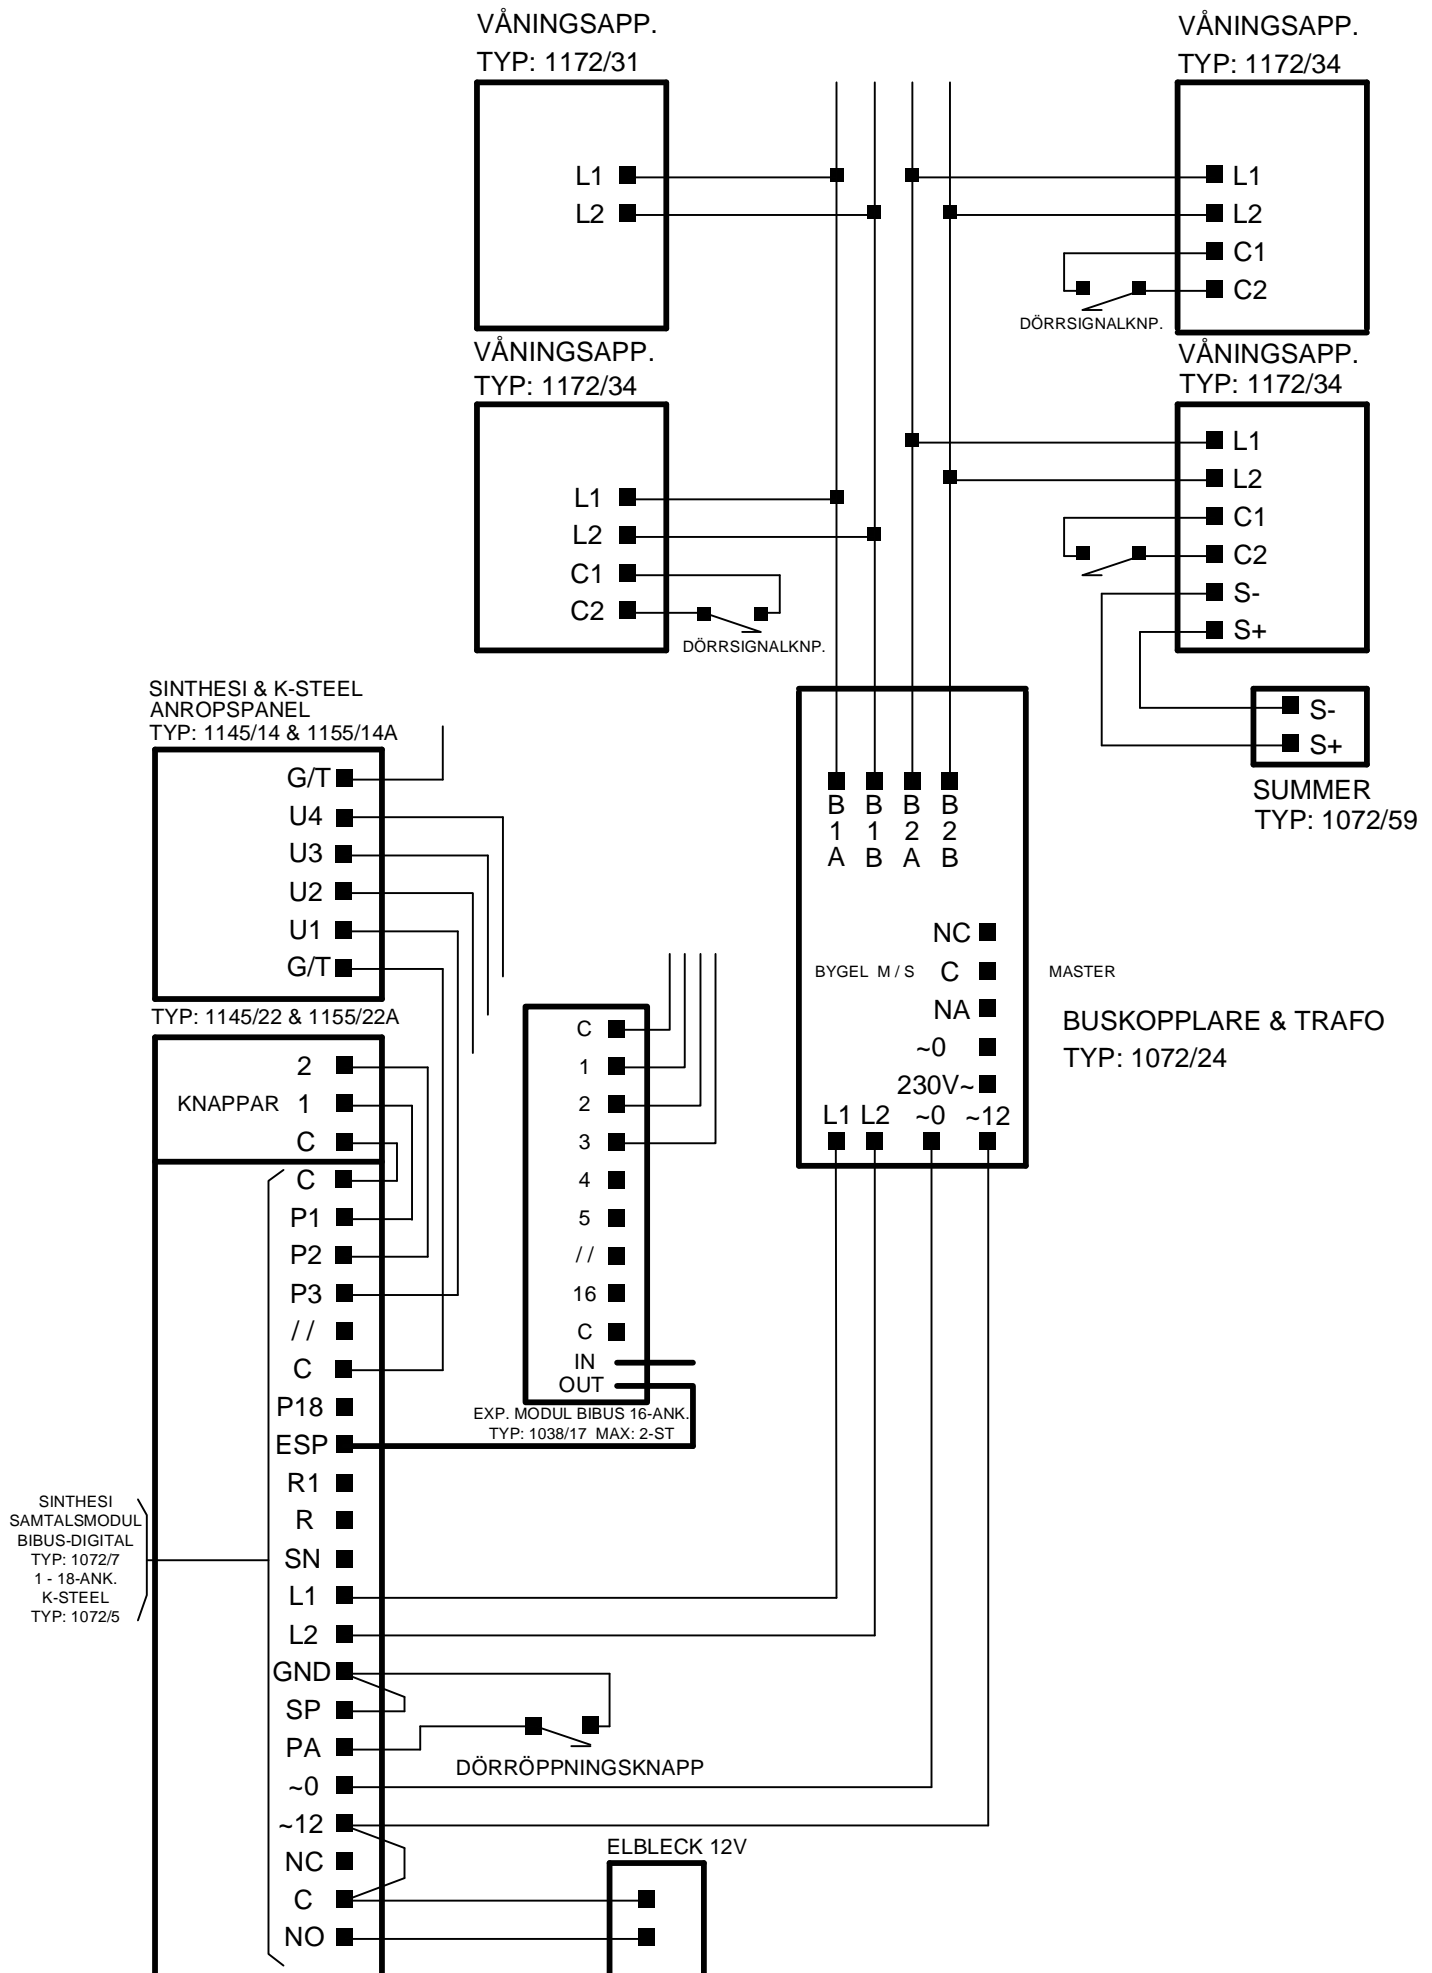 VÅNINGSAPP.
TYP: 1172/31
L1
L2
VÅNINGSAPP.
TYP: 1172/34
L1
L2
C1
C2
DÖRRSIGNALKNP.
VÅNINGSAPP.
TYP: 1172/34
L1
L2
C1
C2
DÖRRSIGNALKNP.
VÅNINGSAPP.
TYP: 1172/34
L1
L2
C1
C2
S-
S+
S-
S+
SUMMER
TYP: 1072/59
SINTHESI & K-STEEL
ANROPSPANEL
TYP: 1145/14 & 1155/14A
G/T
U4
U3
U2
U1
G/T
TYP: 1145/22 & 1155/22A
2
KNAPPAR 1
C
C
P1
P2
P3
//
C
P18
ESP
R1
R
SN
L1
L2
GND
SP
PA
~0
~12
NC
C
NO
SINTHESI
SAMTALSMODUL
BIBUS-DIGITAL
TYP: 1072/7
1 - 18-ANK.
K-STEEL
TYP: 1072/5
C
1
2
3
4
5
//
16
C
IN
OUT
EXP. MODUL BIBUS 16-ANK.
TYP: 1038/17 MAX: 2-ST
B1A B1B B2A B2B
NC
BYGEL M / S C MASTER
NA
~0
230V~
L1 L2 ~0 ~12
BUSKOPPLARE & TRAFO
TYP: 1072/24
DÖRRÖPPNINGSKNAPP
ELBLECK 12V